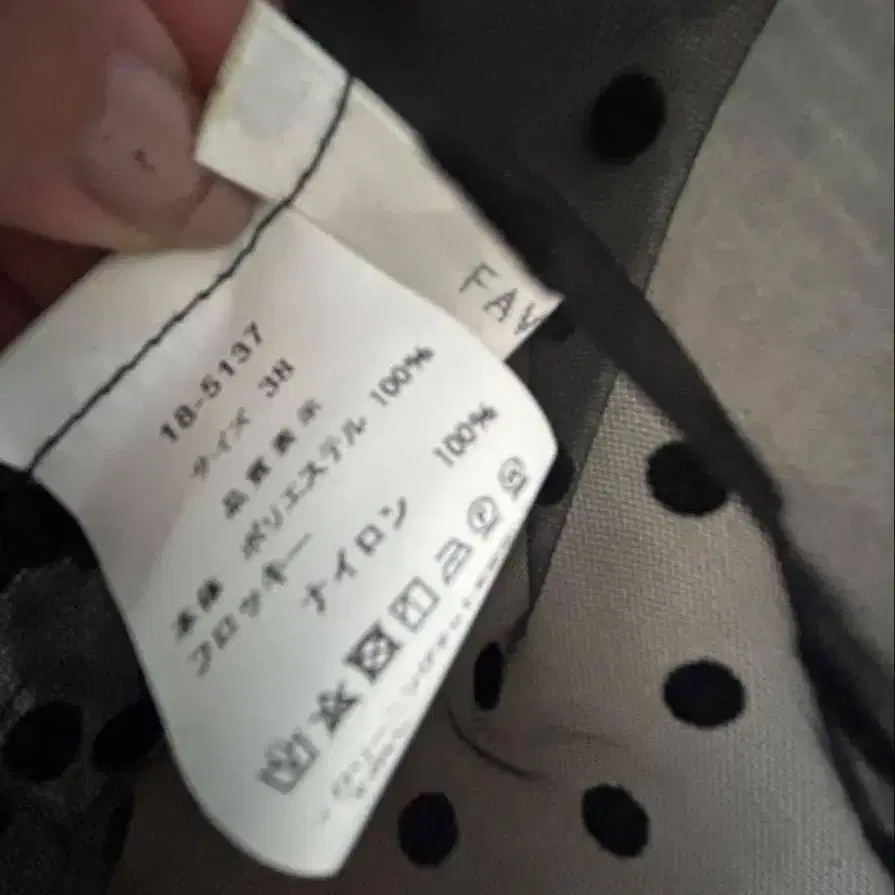 FAV
18-5137
サイズ 38
品質表示
本体 ポリエステル 100%
フロッキー
ナイロン 100%